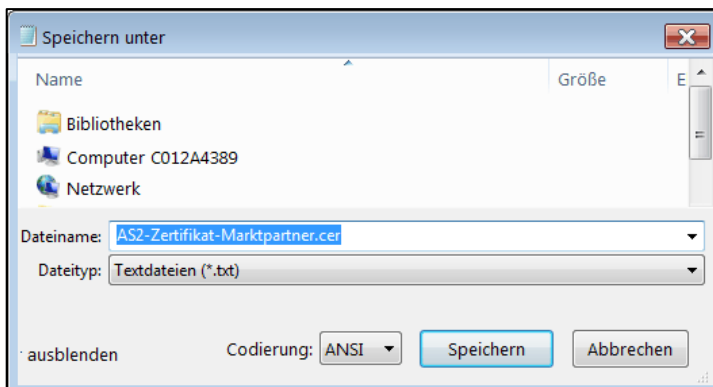 Speichern unter
Name Größe E
Bibliotheken
Computer C012A4389
Netzwerk
Dateiname: AS2-Zertifikat-Marktpartner.cer
Dateityp: Textdateien (*.txt)
ausblenden Codierung: ANSI Speichern Abbrechen